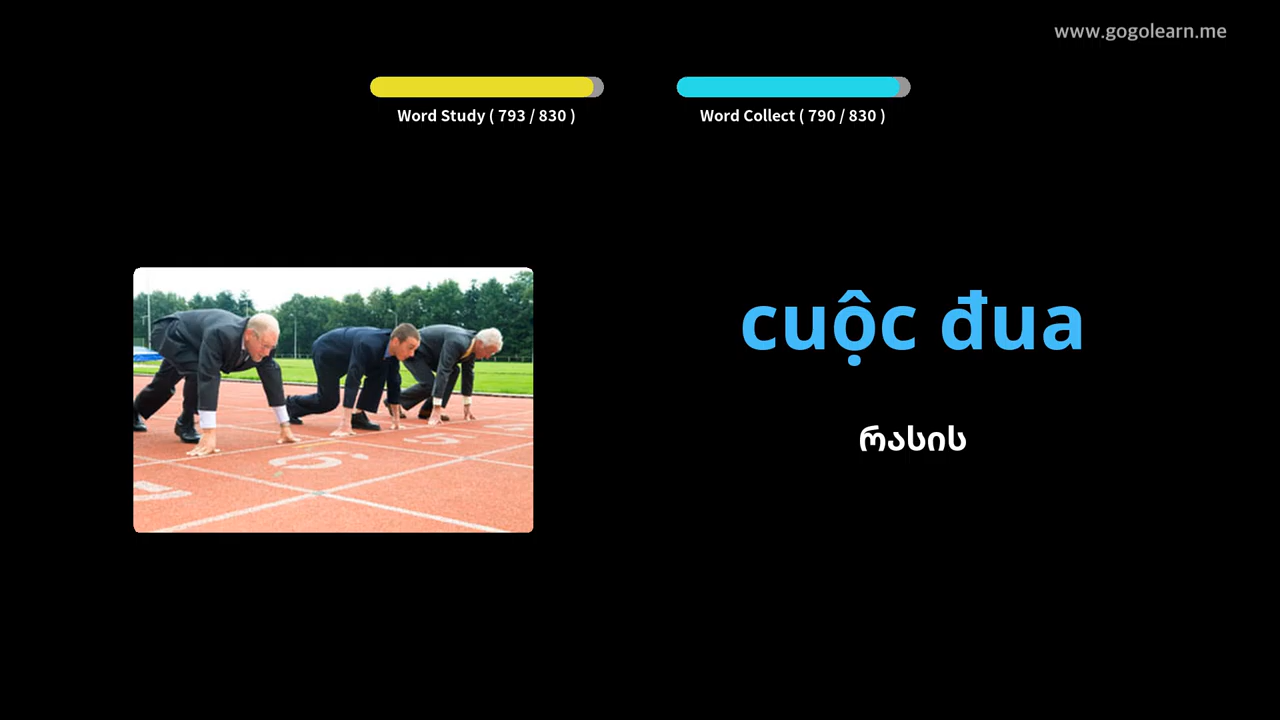 www.gogolearn.me
Word Study ( 793 / 830 )
Word Collect ( 790 / 830 )
cuộc đua
რასის